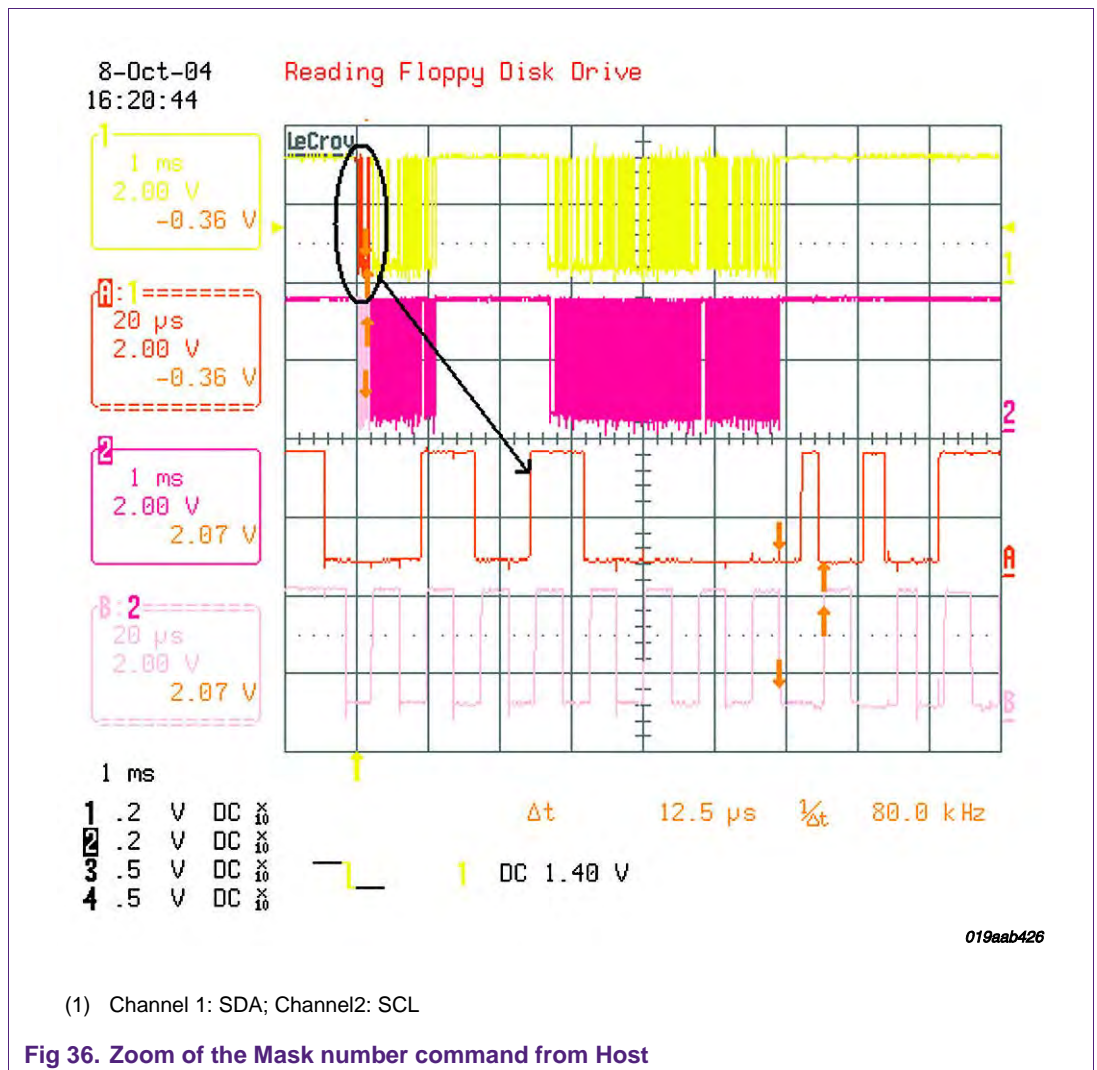 8-Oct-04
16:20:44
Reading Floppy Disk Drive
LeCroy
1
1 ms
2.00 V
-0.36 V
A:1
20 µs
2.00 V
-0.36 V
2
1 ms
2.00 V
2.07 V
B:2
20 µs
2.00 V
2.07 V
1
2
A
B
1 ms
1 .2 V DC X10
2 .2 V DC X10
3 .5 V DC X10
4 .5 V DC X10
Δt 12.5 µs 1/Δt 80.0 kHz
1 DC 1.40 V
019aab426
(1) Channel 1: SDA; Channel2: SCL
Fig 36. Zoom of the Mask number command from Host